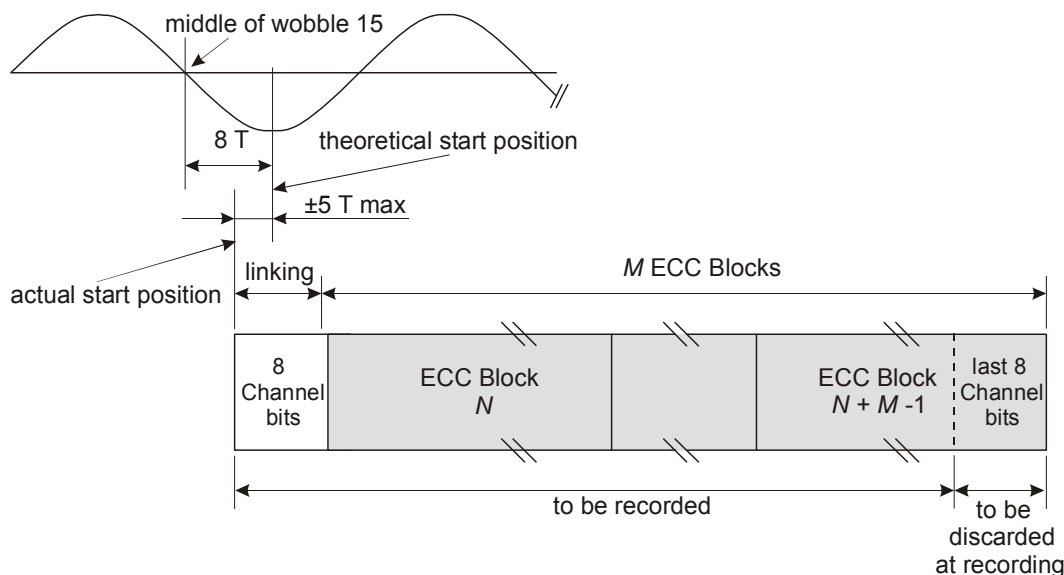 middle of wobble 15
8 T
theoretical start position
±5 T max
linking
M ECC Blocks
actual start position
8
Channel
bits
ECC Block
N
ECC Block
N + M -1
last 8
Channel
bits
to be recorded
to be
discarded
at recording